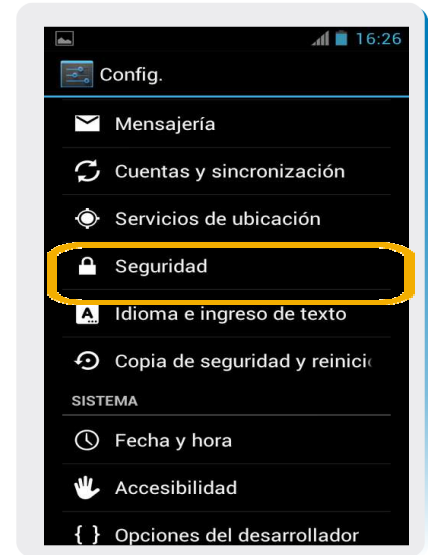 16:26
Config.
Mensajería
Cuentas y sincronización
Servicios de ubicación
Seguridad
Idioma e ingreso de texto
Copia de seguridad y reinici
SISTEMA
Fecha y hora
Accesibilidad
{ } Opciones del desarrollador